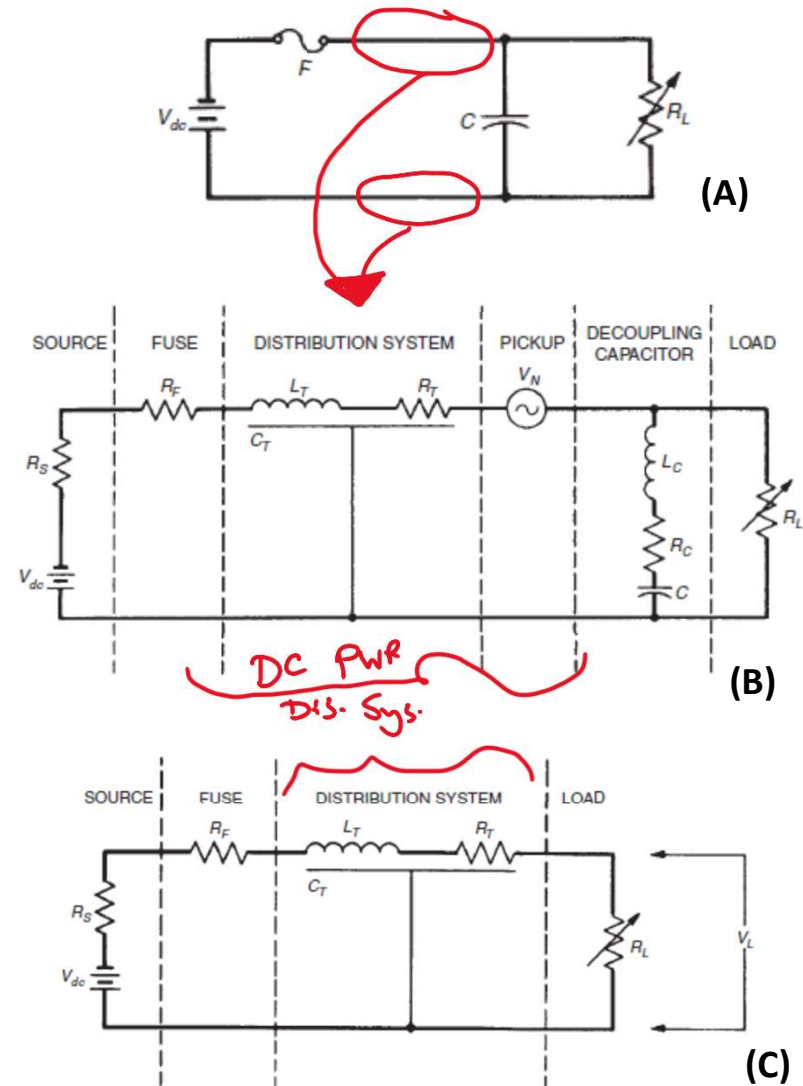 F
V_dc
C
R_L
(A)
SOURCE FUSE DISTRIBUTION SYSTEM PICKUP DECOUPLING CAPACITOR LOAD
V_N
R_F
L_T
R_T
C_T
R_S
L_C
R_C
R_L
V_dc
C
DC PWR
Dis. Sys.
(B)
SOURCE FUSE DISTRIBUTION SYSTEM LOAD
R_F
L_T
R_T
C_T
R_S
V_L
R_L
V_dc
(C)